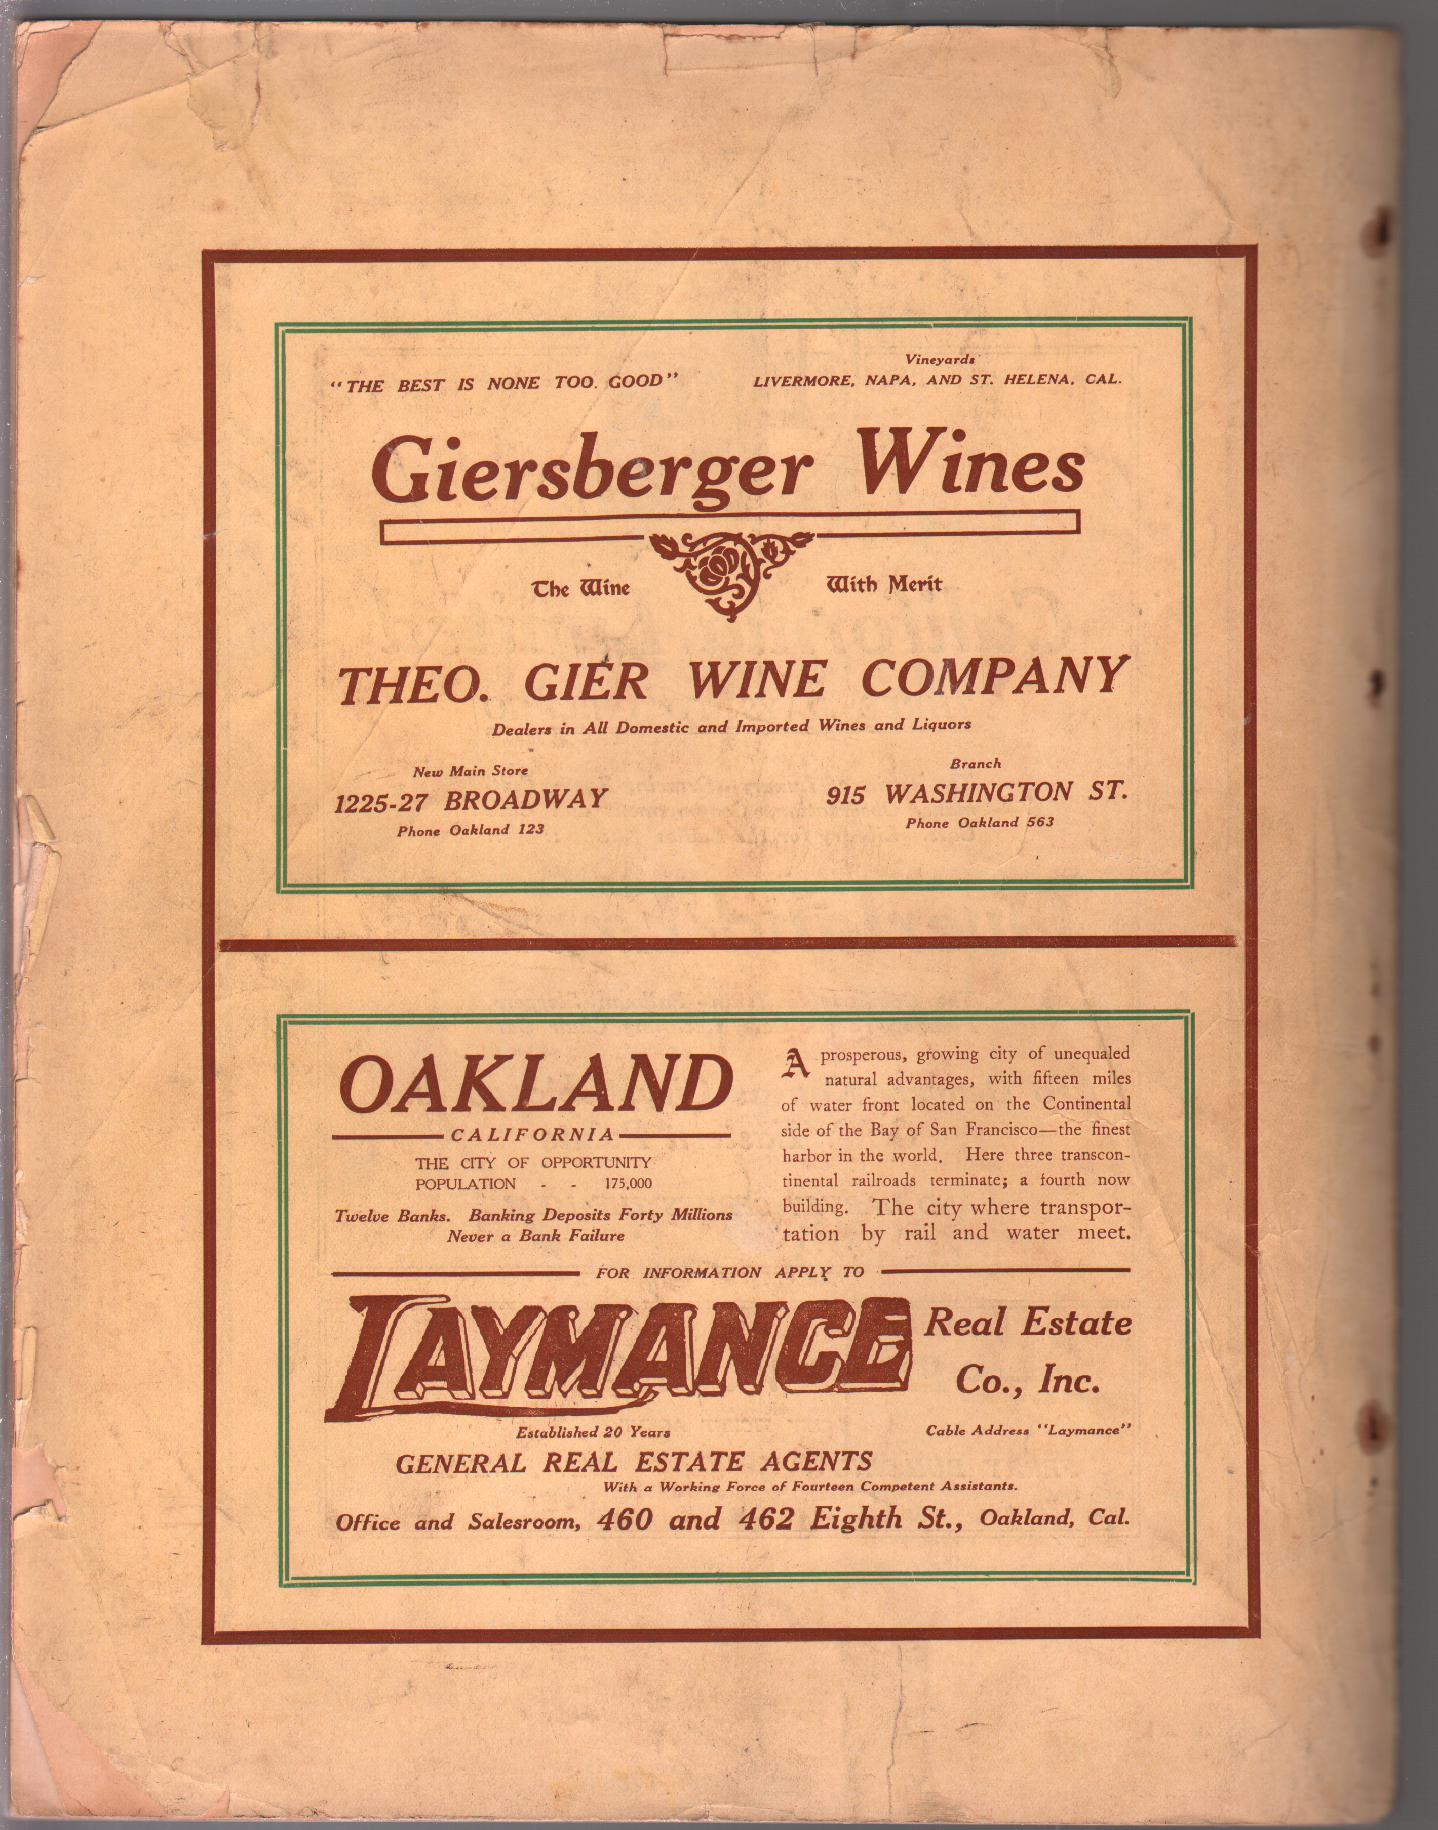 "THE BEST IS NONE TOO. GOOD"
Vineyards
LIVERMORE, NAPA, AND ST. HELENA, CAL.
Giersberger Wines
The Wine With Merit
THEO. GIER WINE COMPANY
Dealers in All Domestic and Imported Wines and Liquors
New Main Store
1225-27 BROADWAY
Phone Oakland 123
Branch
915 WASHINGTON ST.
Phone Oakland 563
OAKLAND
CALIFORNIA
THE CITY OF OPPORTUNITY
POPULATION - - 175,000
Twelve Banks. Banking Deposits Forty Millions
Never a Bank Failure
A prosperous, growing city of unequaled
natural advantages, with fifteen miles
of water front located on the Continental
side of the Bay of San Francisco—the finest
harbor in the world. Here three transcon-
tinental railroads terminate; a fourth now
building. The city where transpor-
tation by rail and water meet.
FOR INFORMATION APPLY TO
LAYMANCE Real Estate
Co., Inc.
Established 20 Years
Cable Address "Laymance"
GENERAL REAL ESTATE AGENTS
With a Working Force of Fourteen Competent Assistants.
Office and Salesroom, 460 and 462 Eighth St., Oakland, Cal.